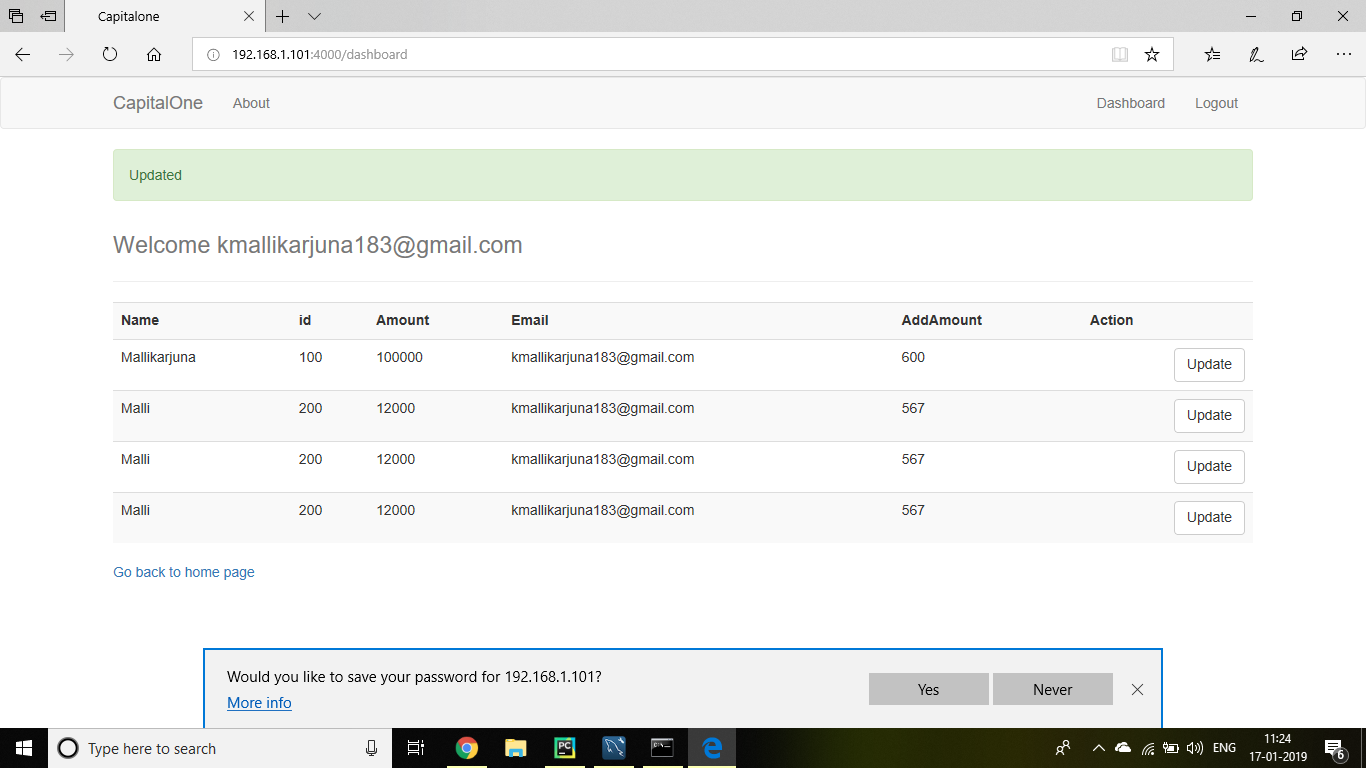 Capitalone
192.168.1.101:4000/dashboard
CapitalOne About Dashboard Logout
Updated
Welcome kmallikarjuna183@gmail.com
Name id Amount Email AddAmount Action
Mallikarjuna 100 100000 kmallikarjuna183@gmail.com 600 Update
Malli 200 12000 kmallikarjuna183@gmail.com 567 Update
Malli 200 12000 kmallikarjuna183@gmail.com 567 Update
Malli 200 12000 kmallikarjuna183@gmail.com 567 Update
Go back to home page
Would you like to save your password for 192.168.1.101?
More info
Yes Never
Type here to search
PC
ENG
11:24
17-01-2019
6